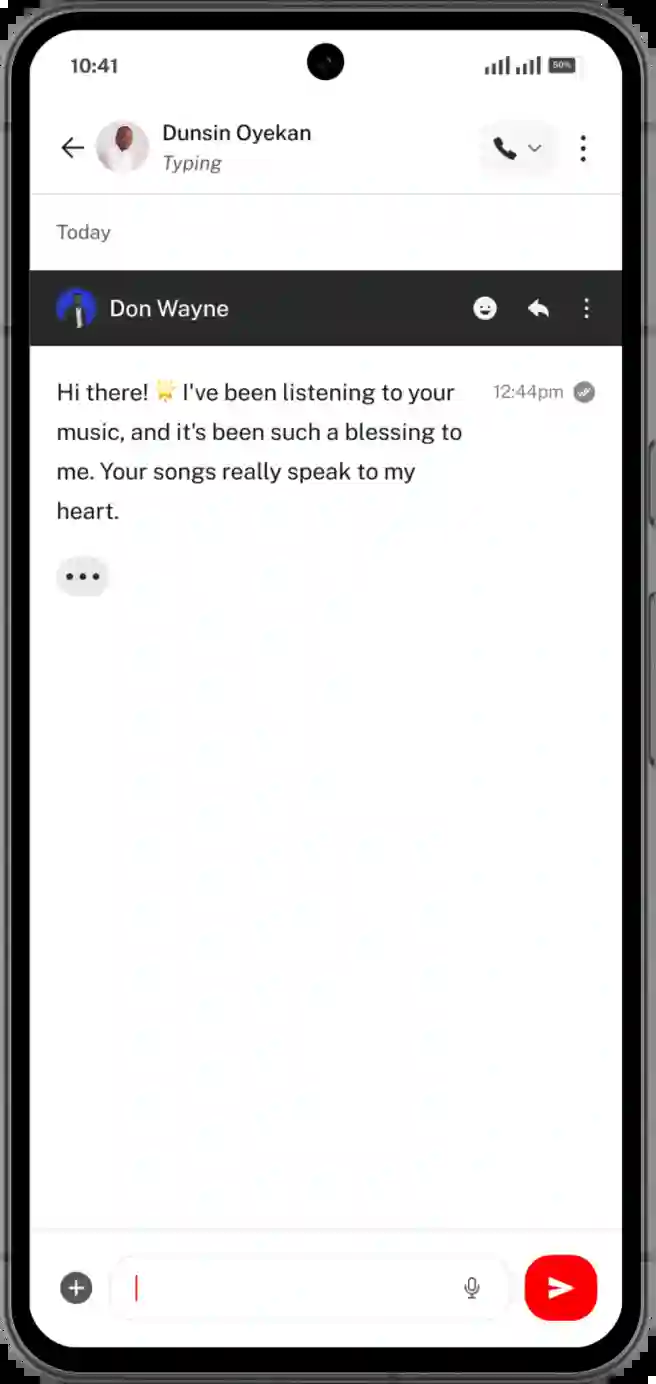 10:41 50%
Dunsin Oyekan
Typing
Today
Don Wayne
Hi there! 🌟 I've been listening to your 12:44pm
music, and it's been such a blessing to
me. Your songs really speak to my
heart.